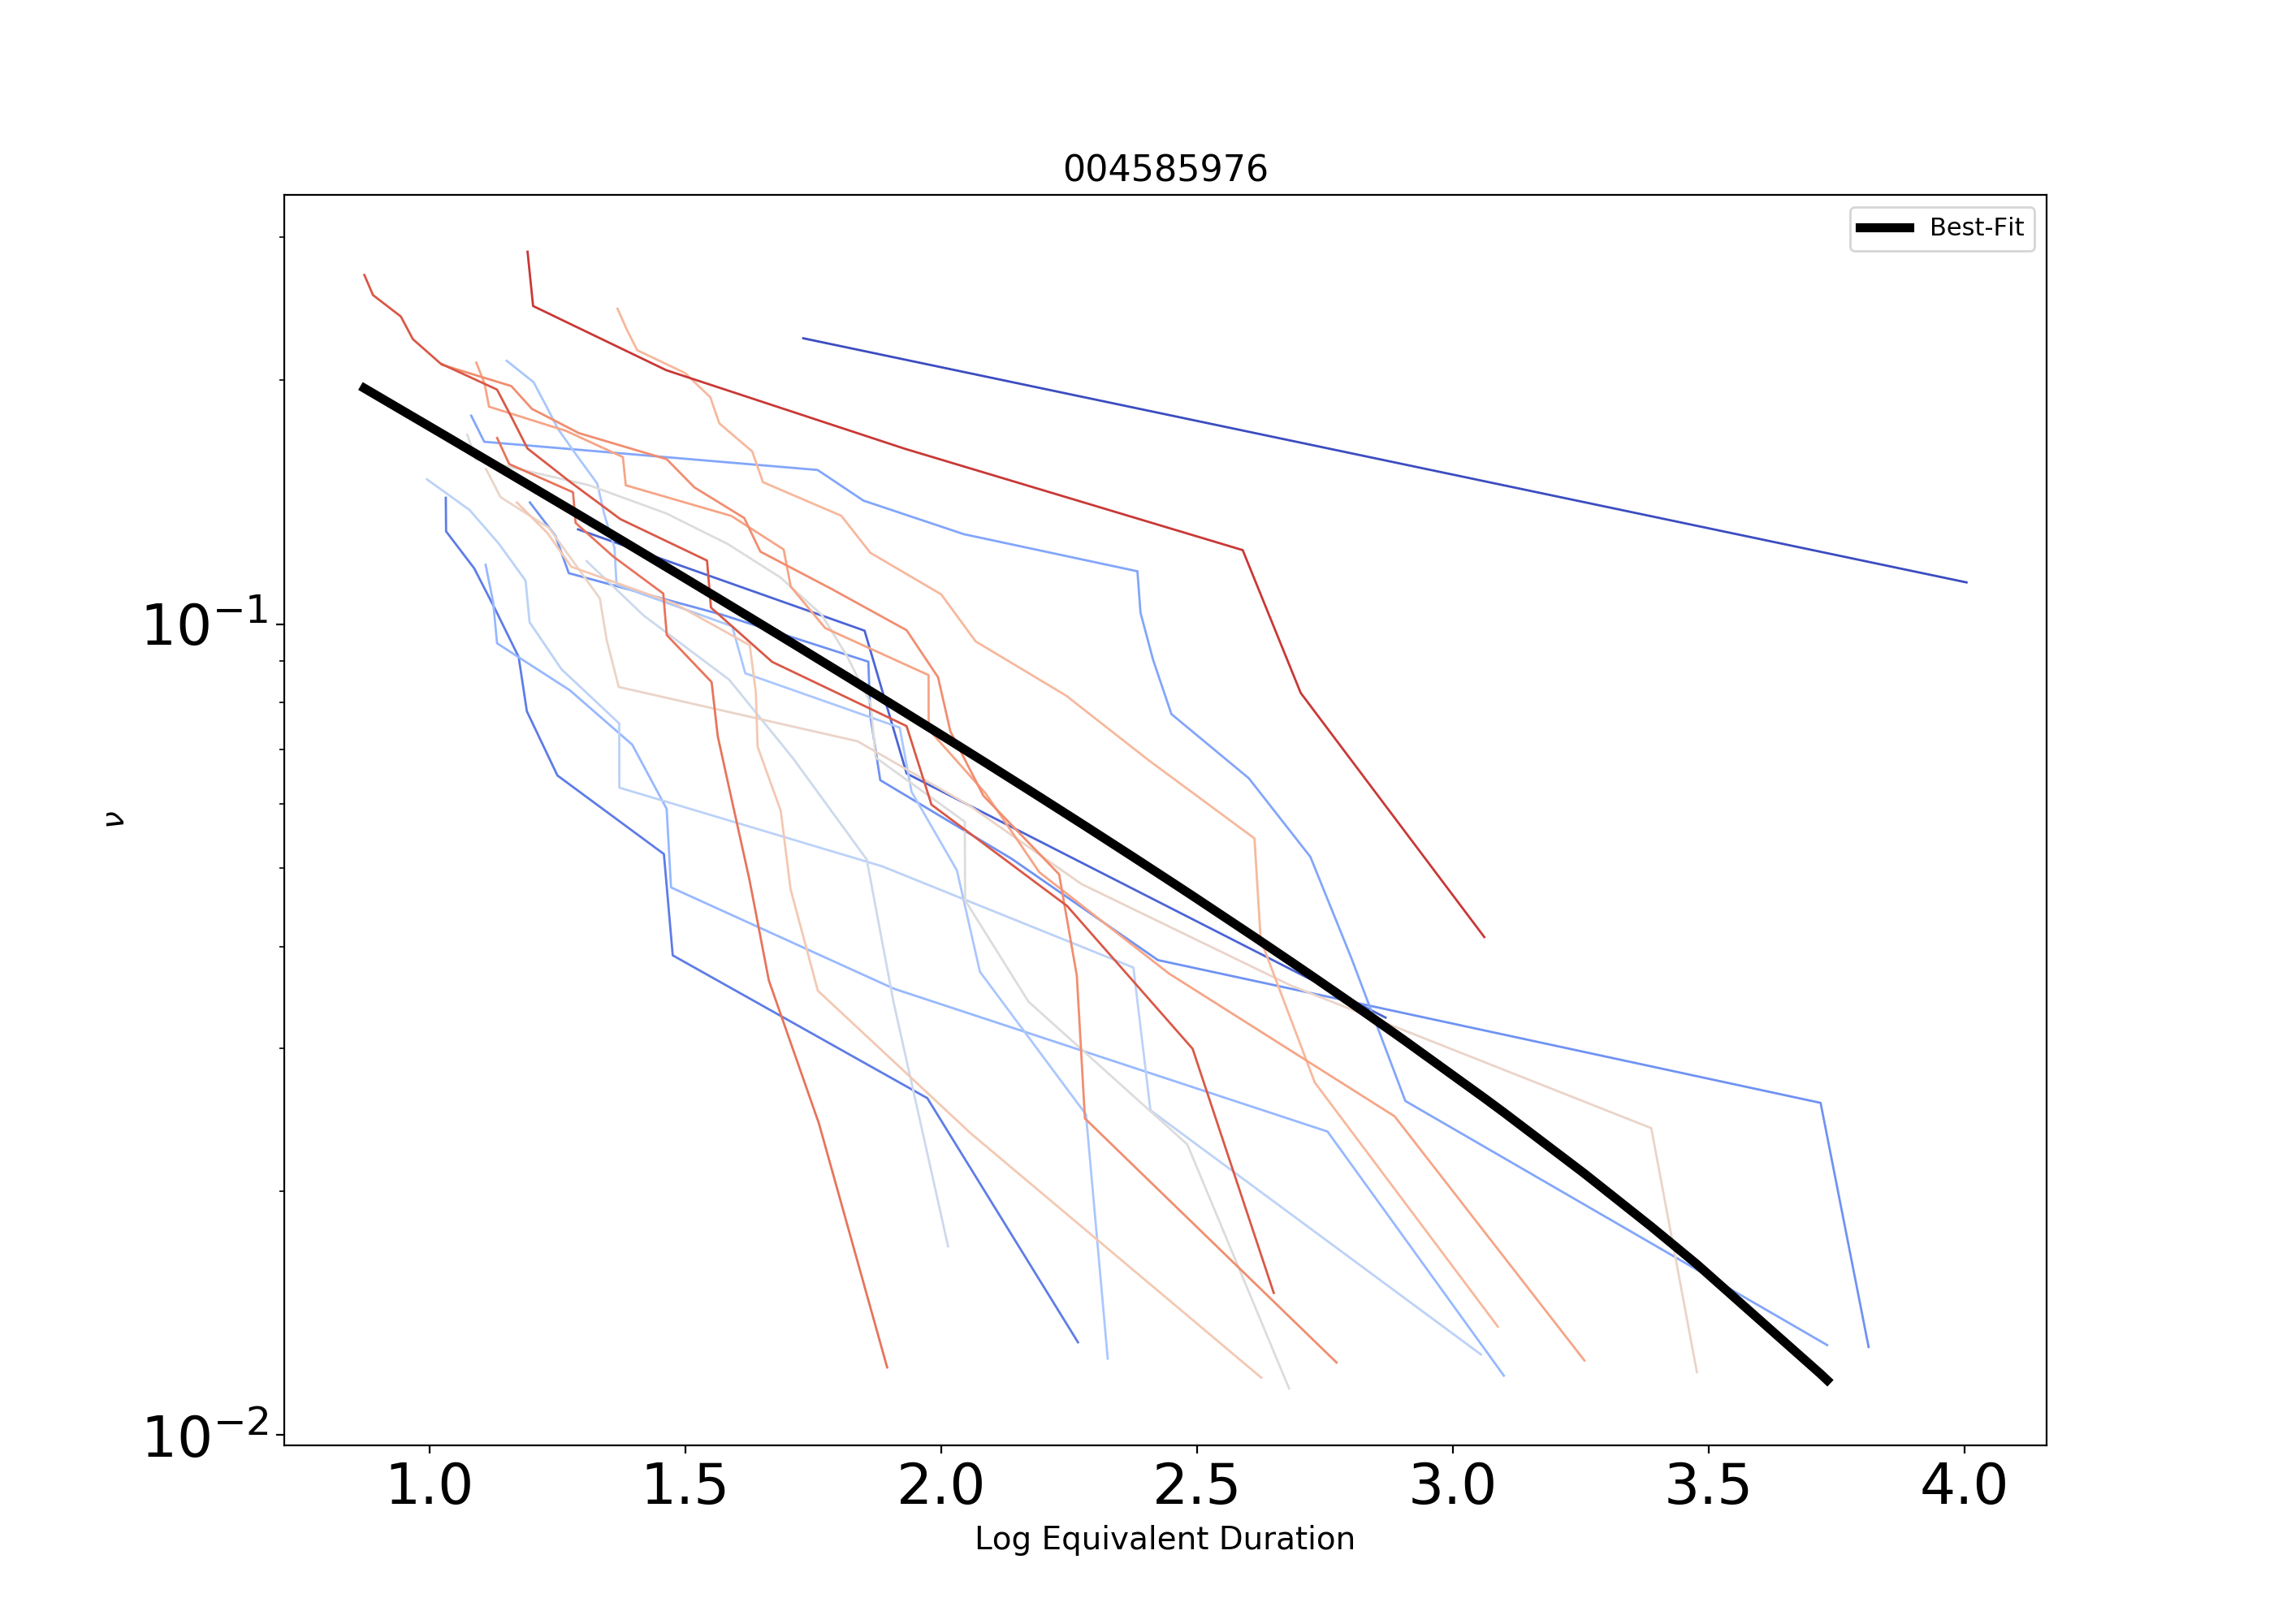 004585976
Best-Fit
10⁻¹
ν
10⁻²
1.0 1.5 2.0 2.5 3.0 3.5 4.0
Log Equivalent Duration